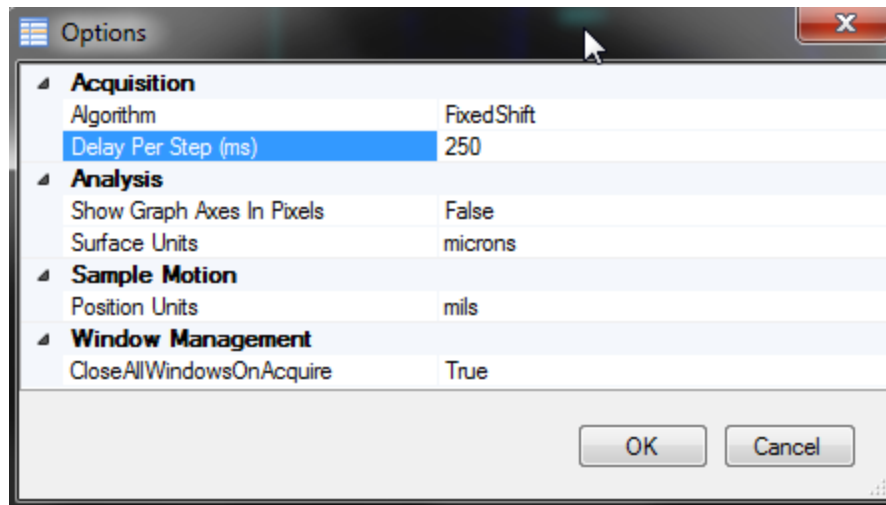 Options
Acquisition
Algorithm FixedShift
Delay Per Step (ms) 250
Analysis
Show Graph Axes In Pixels False
Surface Units microns
Sample Motion
Position Units mils
Window Management
CloseAllWindowsOnAcquire True
OK Cancel